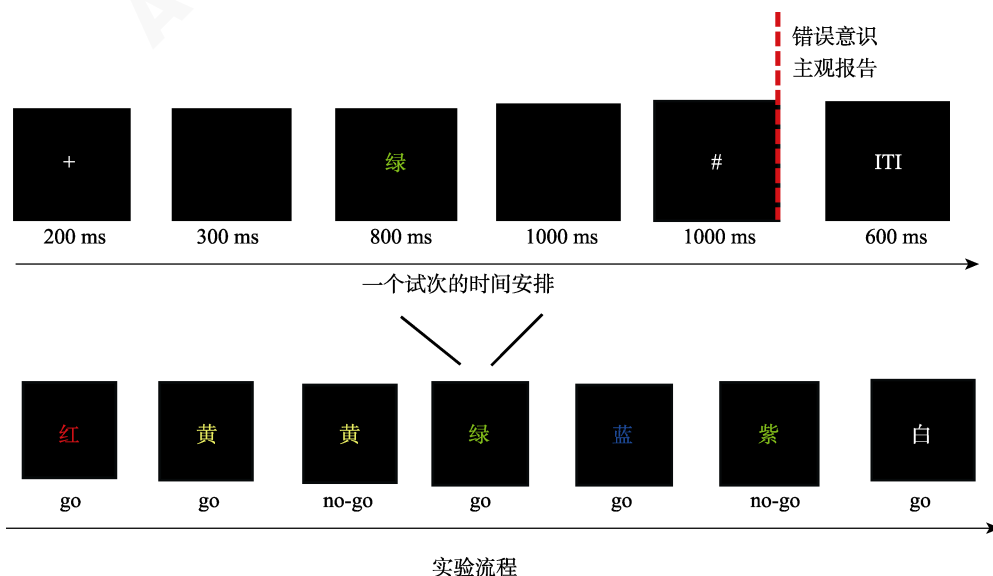 错误意识
主观报告
+
绿
#
ITI
200 ms
300 ms
800 ms
1000 ms
1000 ms
600 ms
一个试次的时间安排
红
黄
黄
绿
蓝
紫
白
go
go
no-go
go
go
no-go
go
实验流程